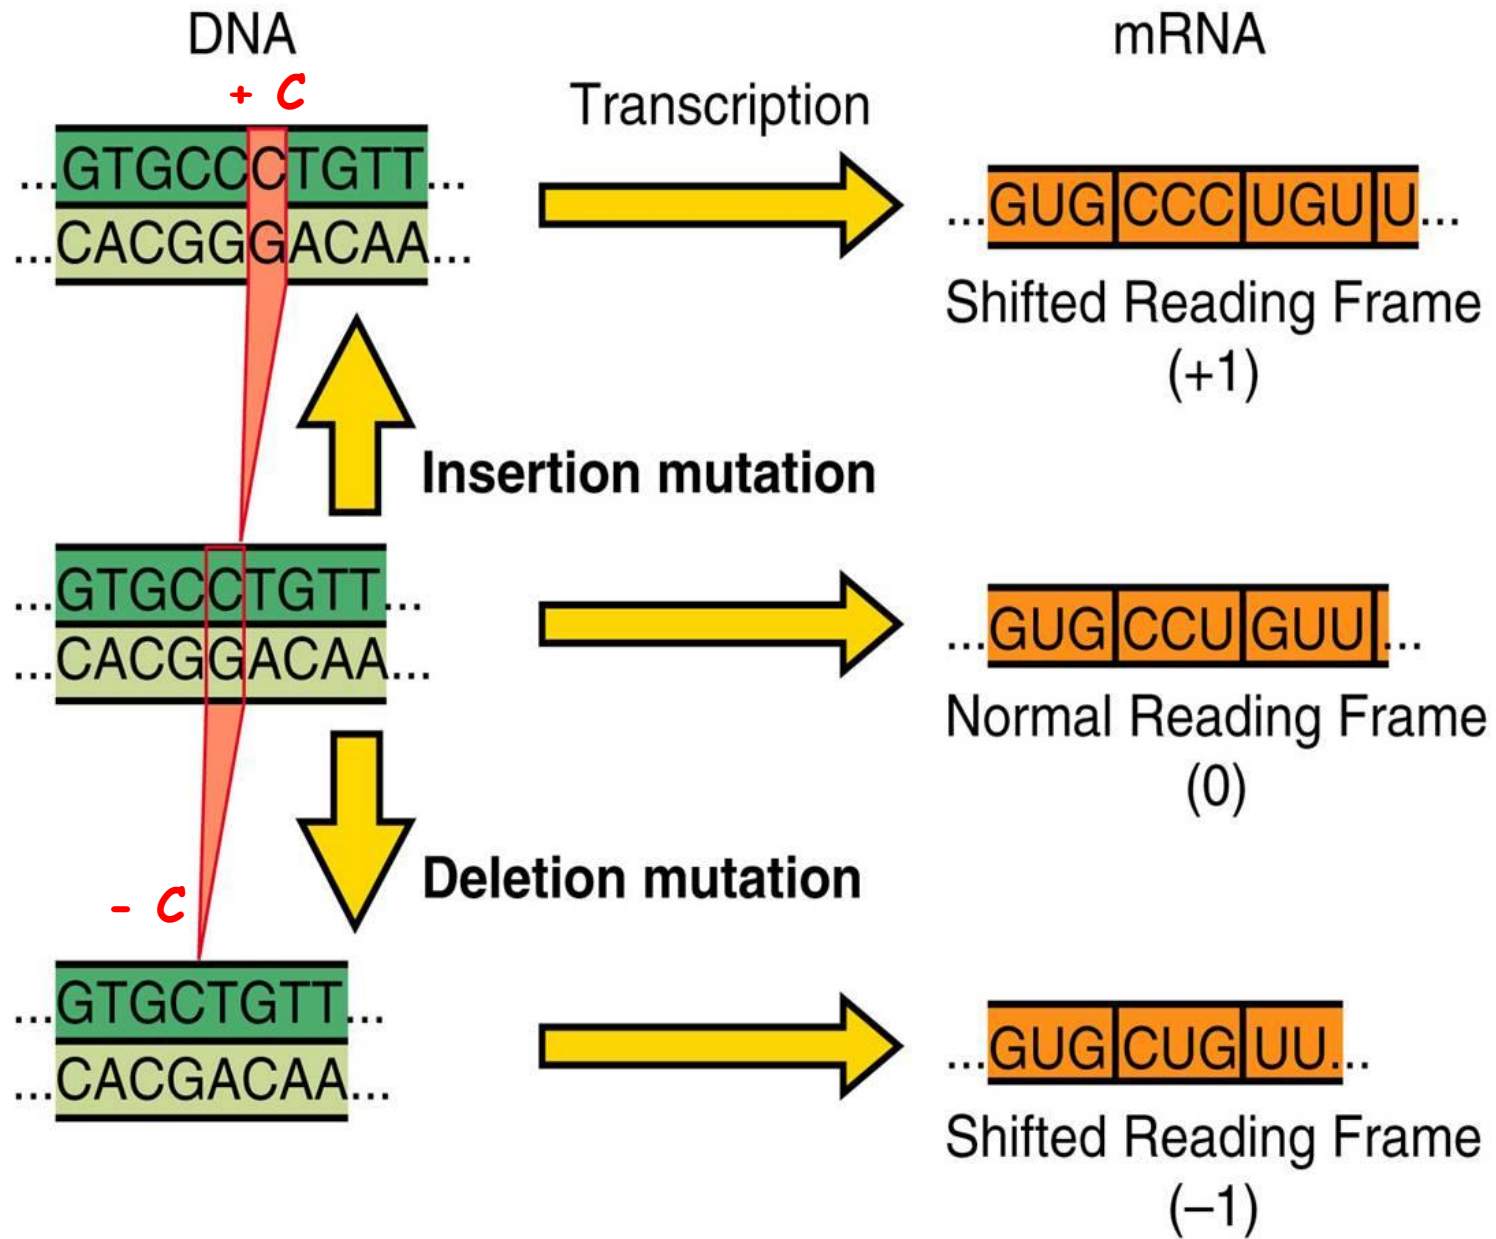 DNA
mRNA
+ C
Transcription
...GTGCCCTGTT...
...CACGGGACAA...
...GUG|CCC|UGU|U...
Shifted Reading Frame
(+1)
Insertion mutation
...GTGCCTGTT...
...CACGGACAA...
...GUG|CCU|GUU|...
Normal Reading Frame
(0)
Deletion mutation
- C
...GTGCTGTT...
...CACGACAA...
...GUG|CUG|UU...
Shifted Reading Frame
(–1)